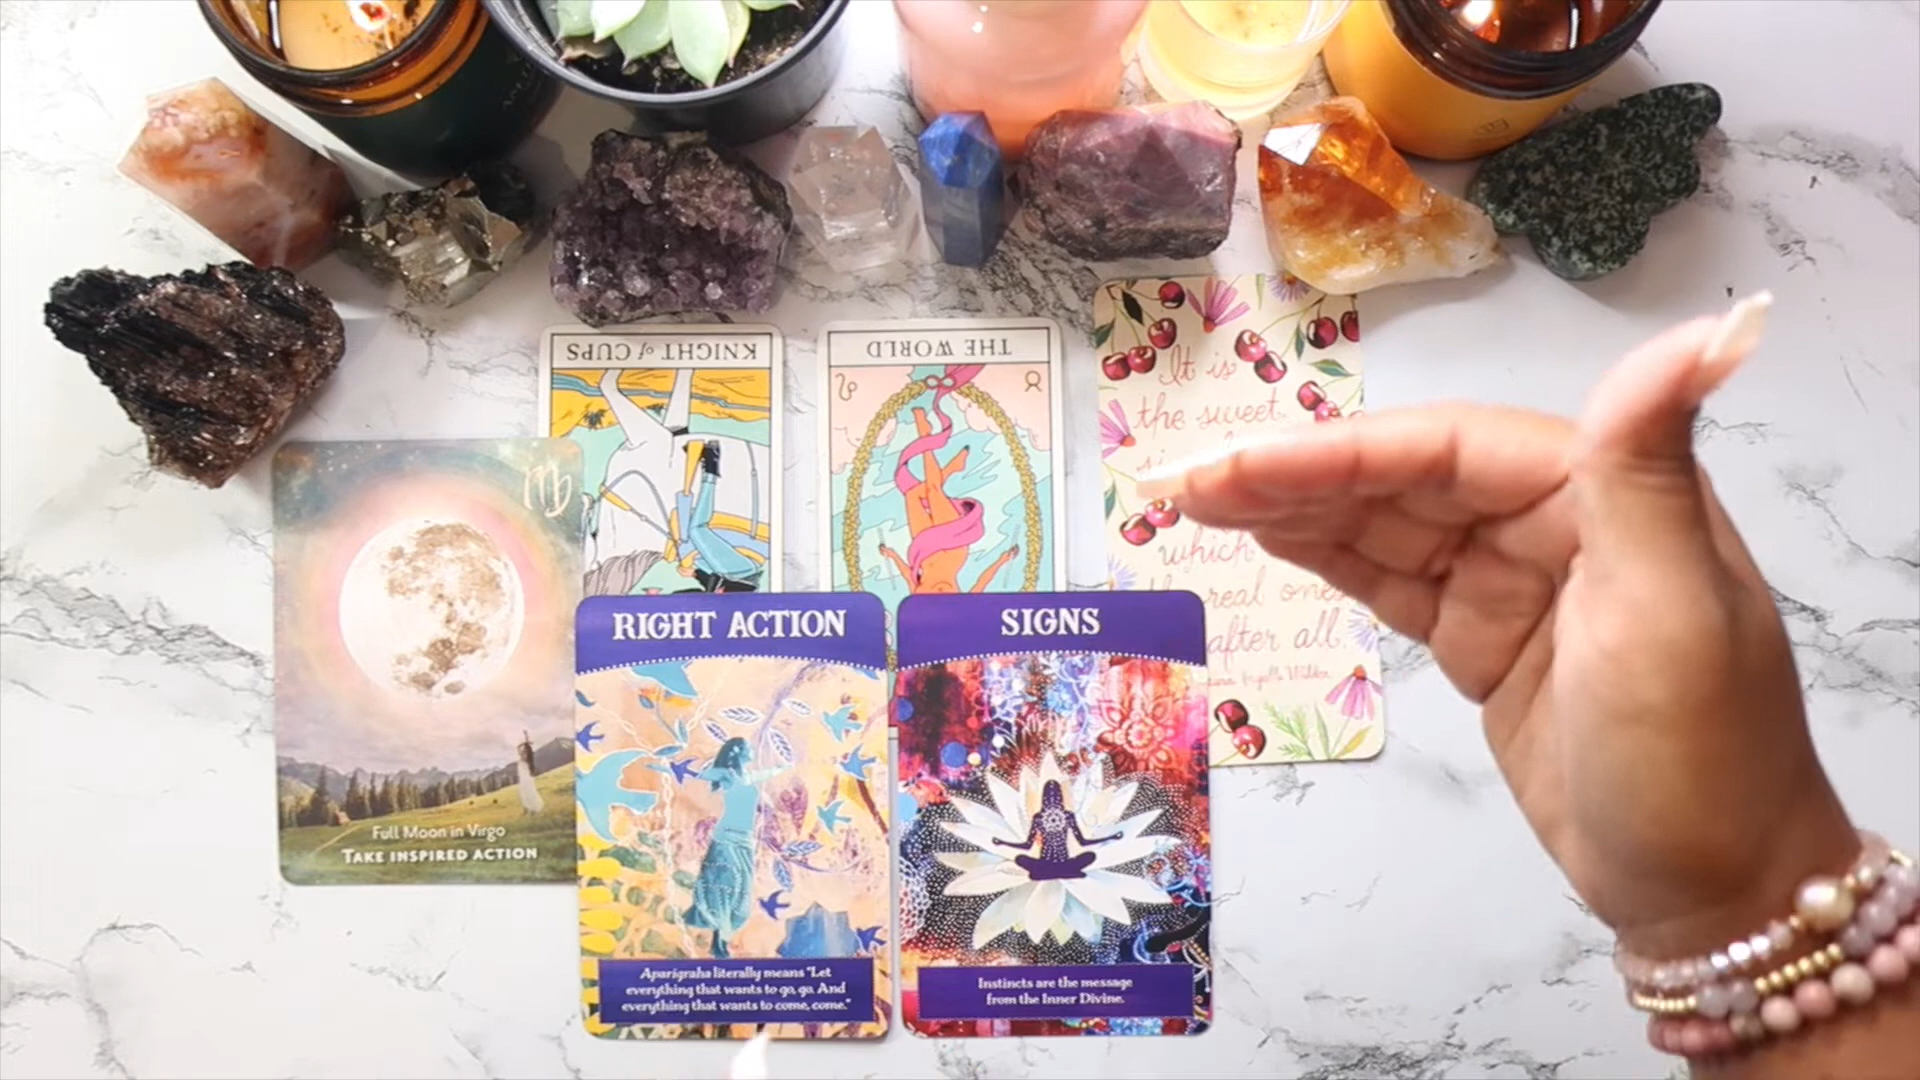 KNIGHT of CUPS
THE WORLD
It is
the sweet
which
real ones
after all.
Full Moon in Virgo
TAKE INSPIRED ACTION
RIGHT ACTION
Aparigraha literally means "Let
everything that wants to go, go. And
everything that wants to come, come."
SIGNS
Instincts are the message
from the Inner Divine.